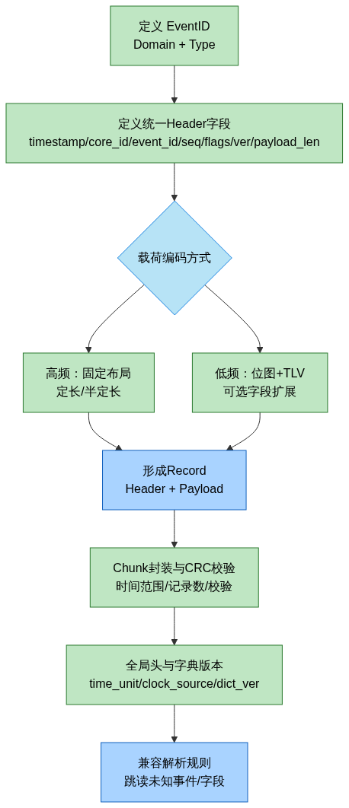 定义 EventID
Domain + Type
定义统一Header字段
timestamp/core_id/event_id/seq/flags/ver/payload_len
载荷编码方式
高频：固定布局
定长/半定长
低频：位图+TLV
可选字段扩展
形成Record
Header + Payload
Chunk封装与CRC校验
时间范围/记录数/校验
全局头与字典版本
time_unit/clock_source/dict_ver
兼容解析规则
跳读未知事件/字段